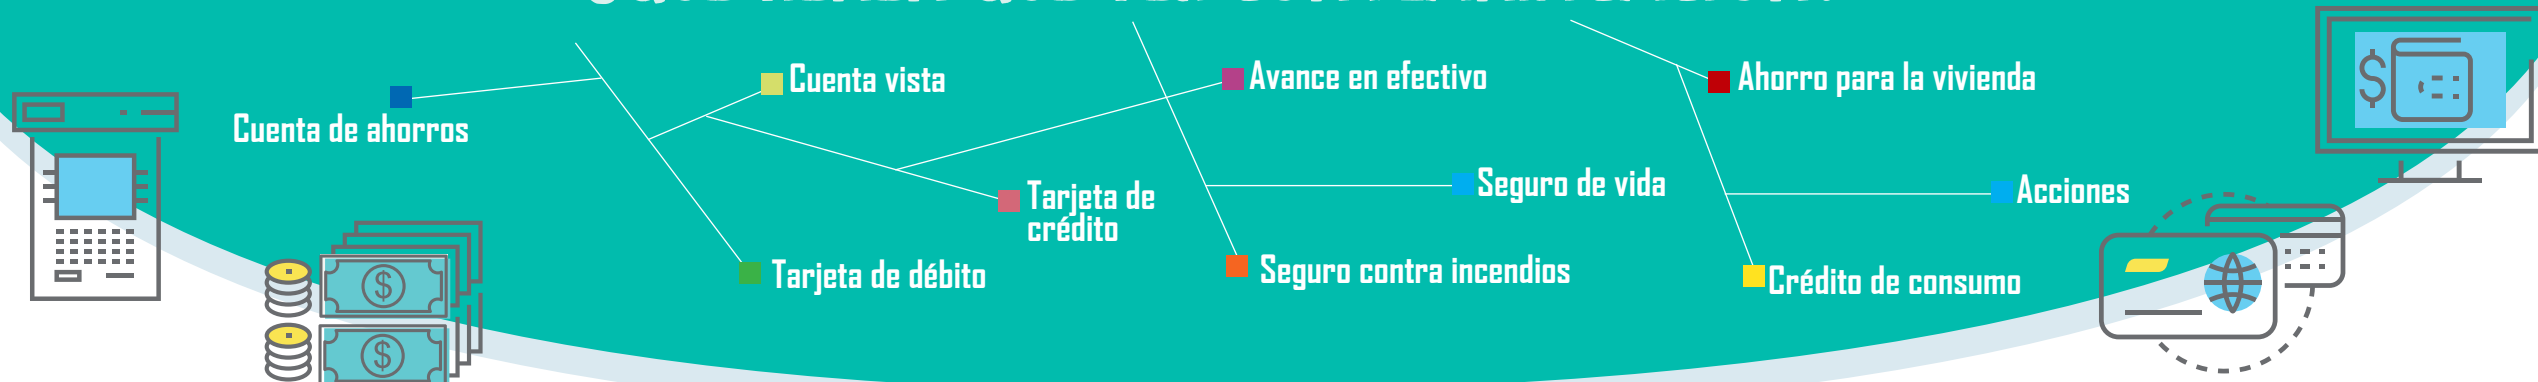 Cuenta de ahorros
Cuenta vista
Tarjeta de
crédito
Tarjeta de débito
Avance en efectivo
Seguro de vida
Seguro contra incendios
Ahorro para la vivienda
Acciones
Crédito de consumo
$
$
$